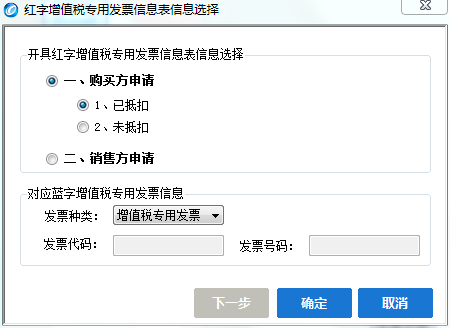 红字增值税专用发票信息表信息选择
开具红字增值税专用发票信息表信息选择
一、购买方申请
1、已抵扣
2、未抵扣
二、销售方申请
对应蓝字增值税专用发票信息
发票种类： 增值税专用发票
发票代码： 发票号码：
下一步 确定 取消